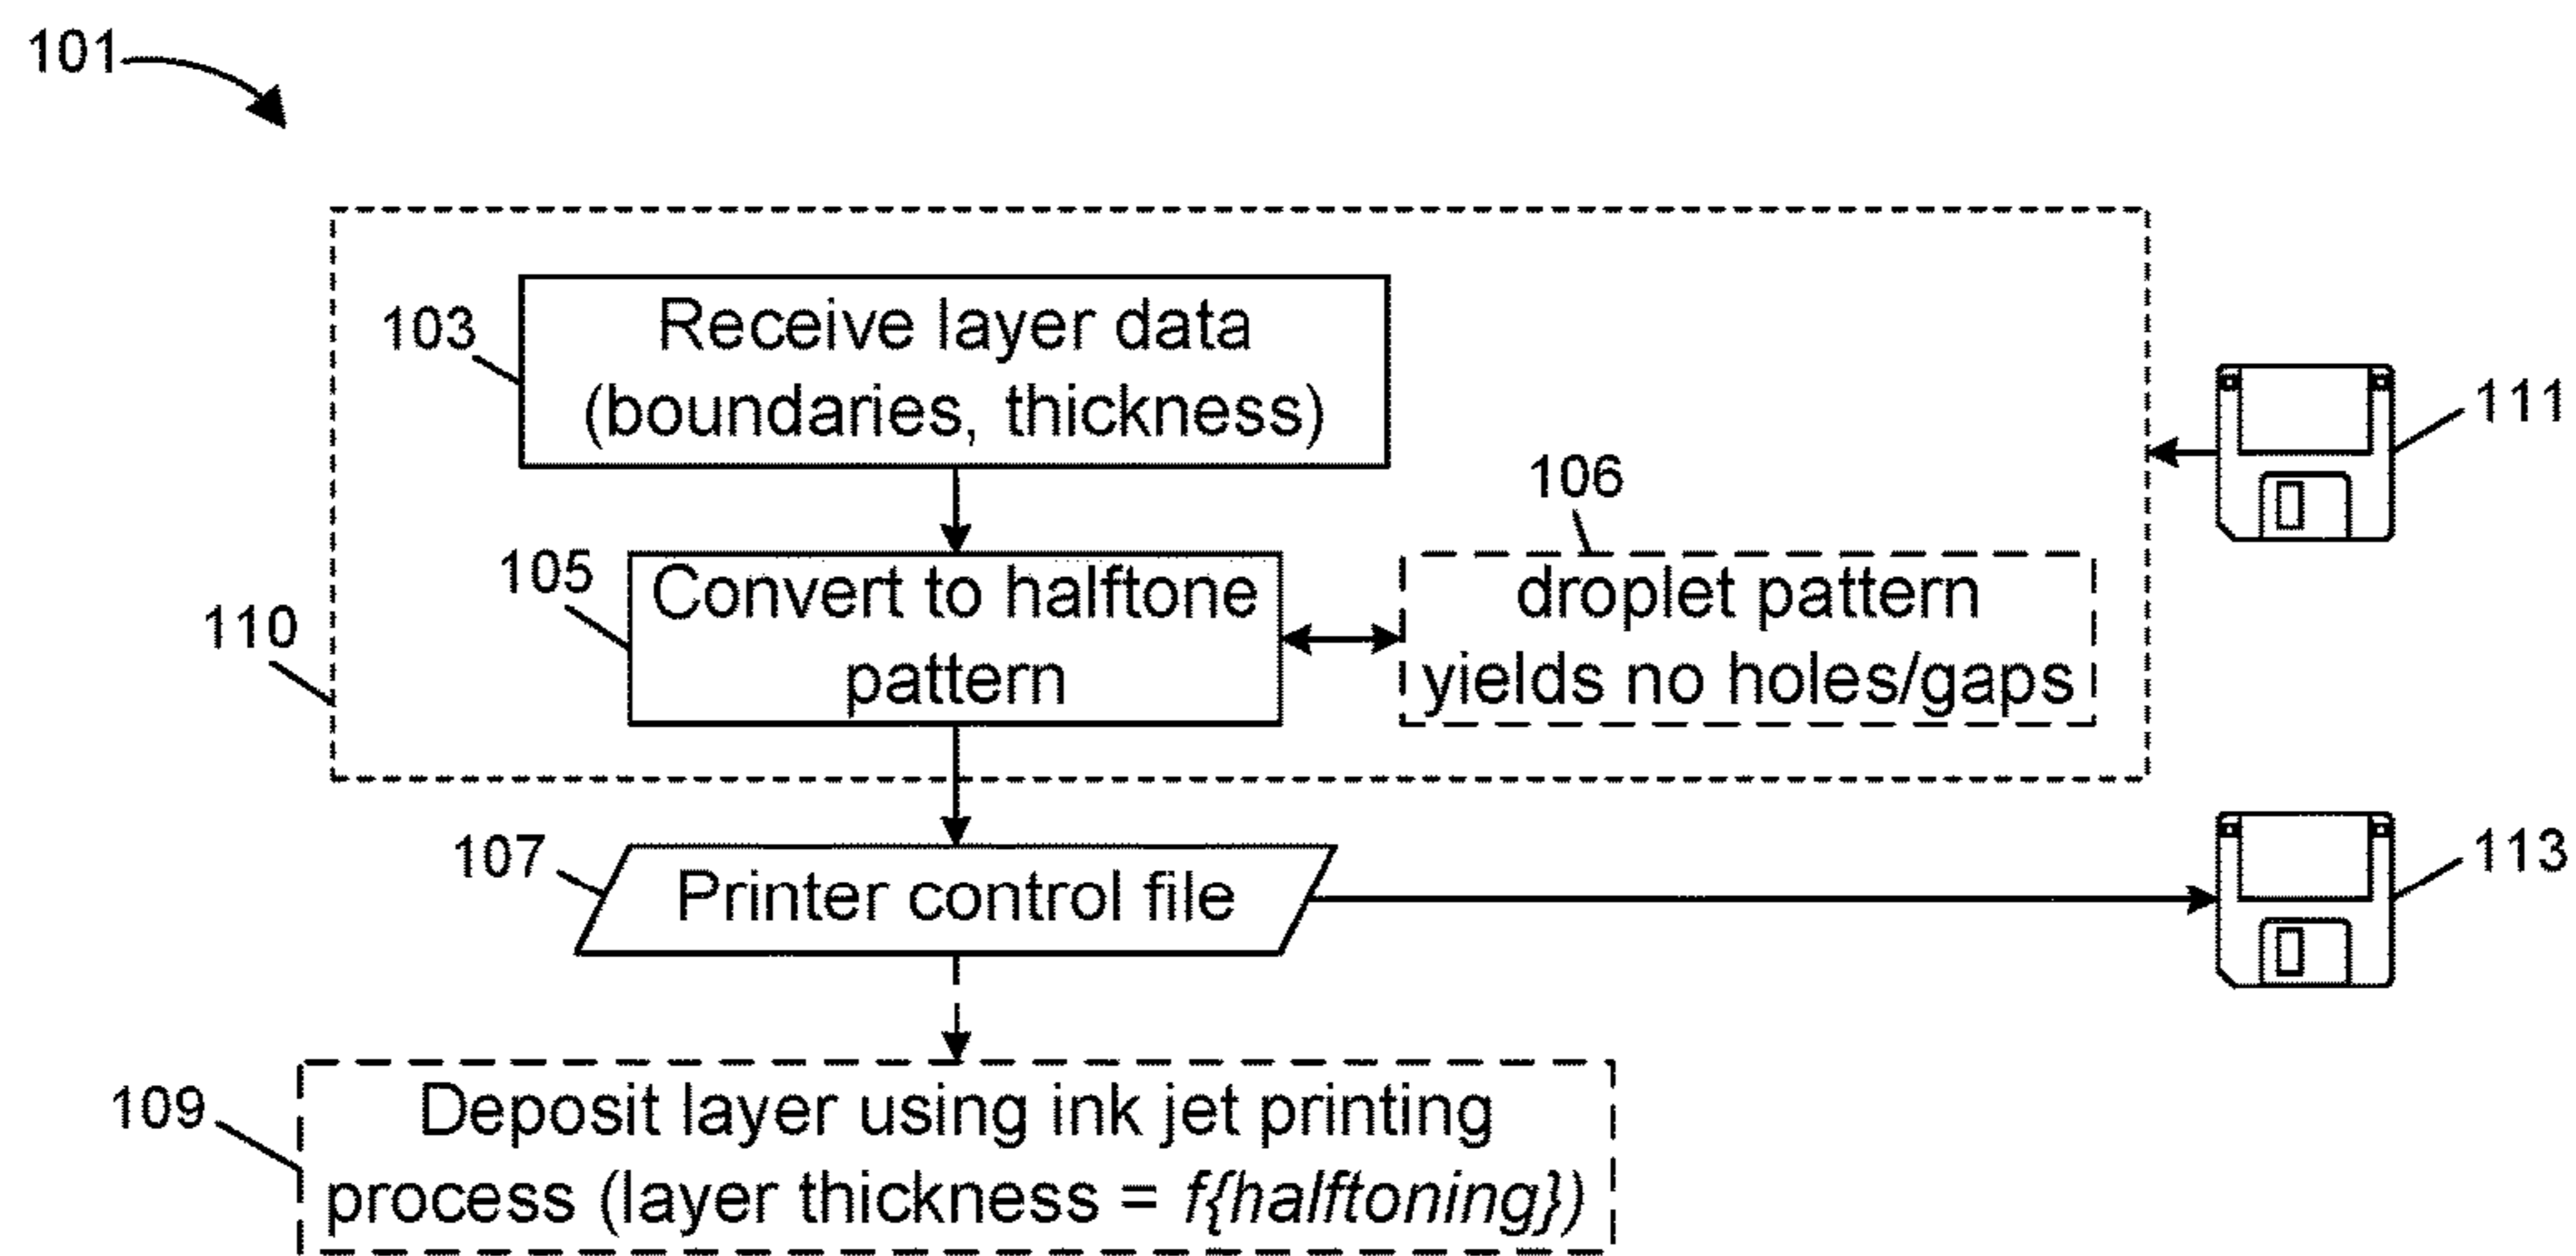 101
103
Receive layer data
(boundaries, thickness)
111
106
105
Convert to halftone
pattern
droplet pattern
yields no holes/gaps
110
107
Printer control file
113
109
Deposit layer using ink jet printing
process (layer thickness = f{halftoning})